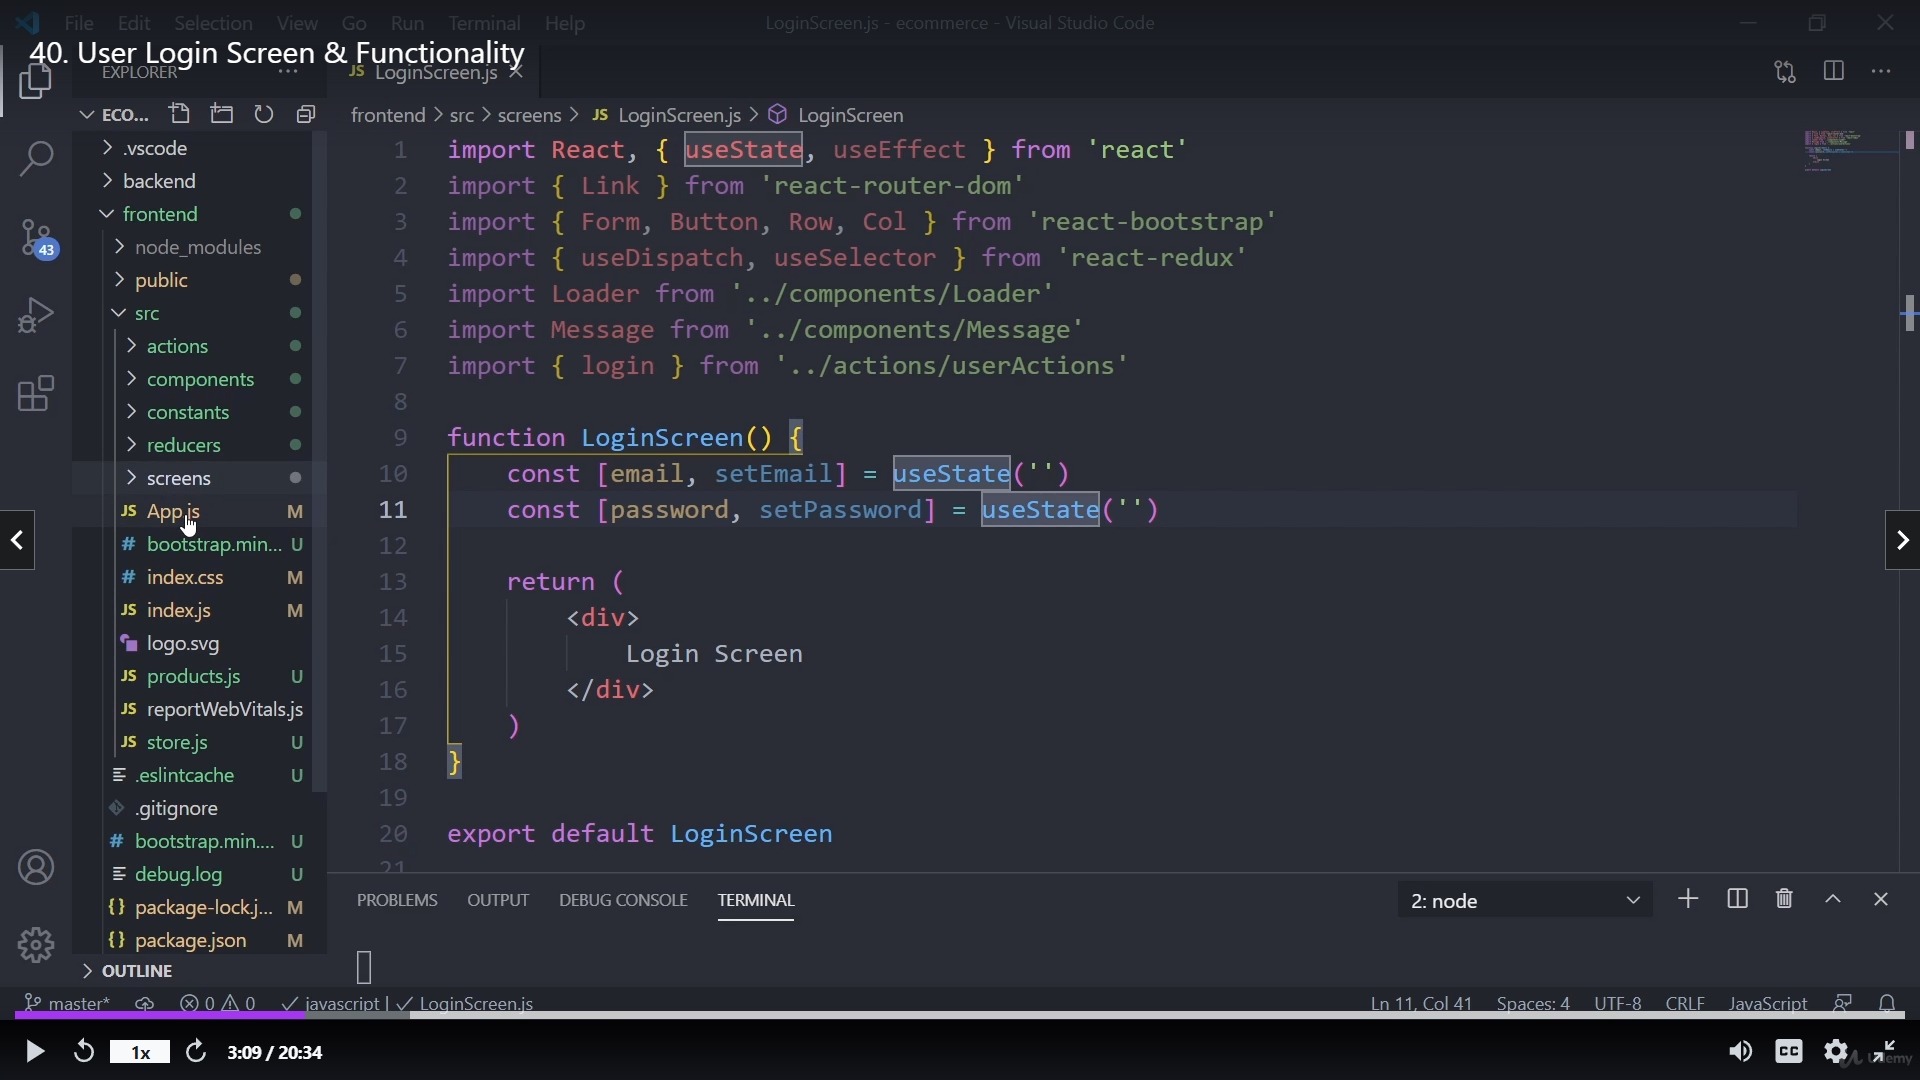 File Edit Selection View Go Run Terminal Help
LoginScreen.js - ecommerce - Visual Studio Code
40. User Login Screen & Functionality
EXPLORER
JS LoginScreen.js
ECO...
frontend > src > screens > JS LoginScreen.js > LoginScreen
.vscode
backend
frontend
node_modules
public
src
actions
components
constants
reducers
screens
JS App.js M
# bootstrap.min... U
# index.css M
JS index.js M
logo.svg
JS products.js U
JS reportWebVitals.js
JS store.js U
.eslintcache U
.gitignore
# bootstrap.min.... U
debug.log U
{} package-lock.j... M
{} package.json M
OUTLINE
43
1 import React, { useState, useEffect } from 'react'
2 import { Link } from 'react-router-dom'
3 import { Form, Button, Row, Col } from 'react-bootstrap'
4 import { useDispatch, useSelector } from 'react-redux'
5 import Loader from '../components/Loader'
6 import Message from '../components/Message'
7 import { login } from '../actions/userActions'
8
9 function LoginScreen() {
10 const [email, setEmail] = useState('')
11 const [password, setPassword] = useState('')
12
13 return (
14 <div>
15 Login Screen
16 </div>
17 )
18 }
19
20 export default LoginScreen
21
PROBLEMS OUTPUT DEBUG CONSOLE TERMINAL
2: node
master* 0 0 javascript | LoginScreen.js
Ln 11, Col 41 Spaces: 4 UTF-8 CRLF JavaScript
1x 3:09 / 20:34
CC
Udemy